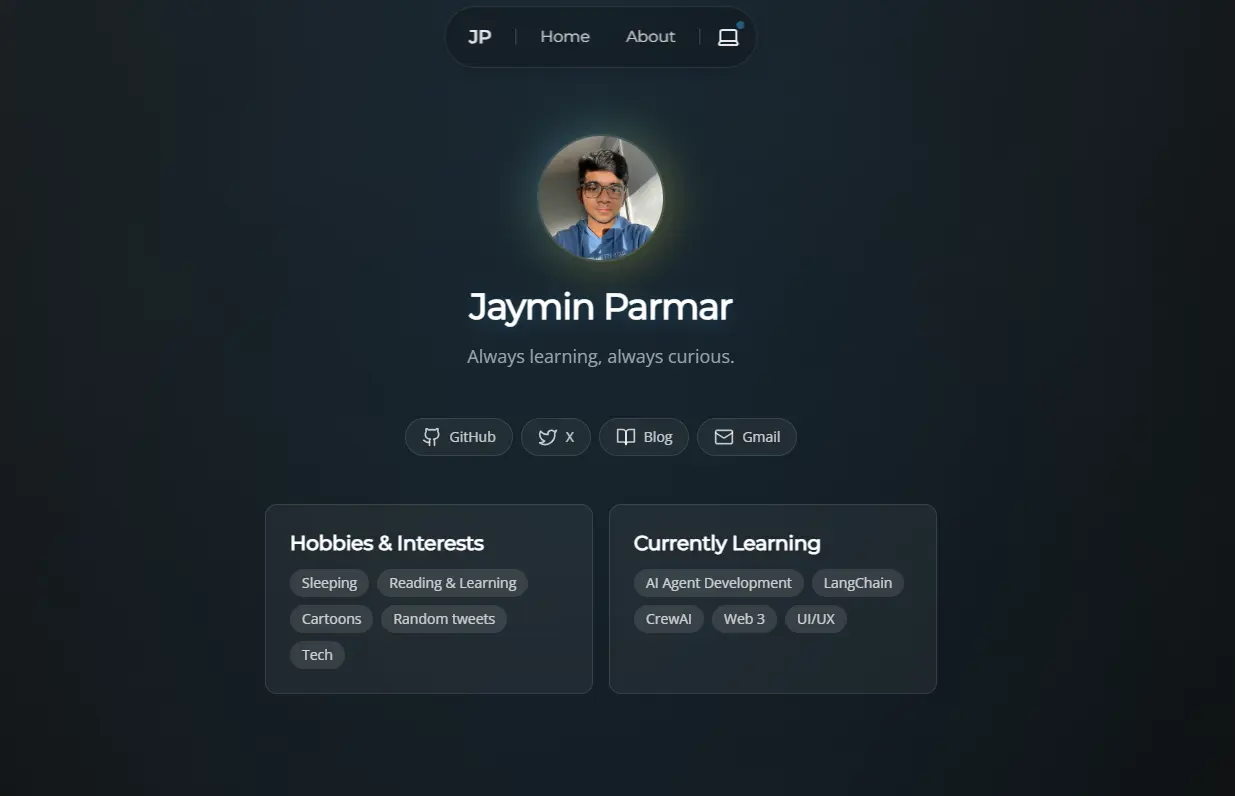 JP | Home About |
Jaymin Parmar
Always learning, always curious.
GitHub X Blog Gmail
Hobbies & Interests
Sleeping Reading & Learning
Cartoons Random tweets
Tech
Currently Learning
AI Agent Development LangChain
CrewAI Web 3 UI/UX